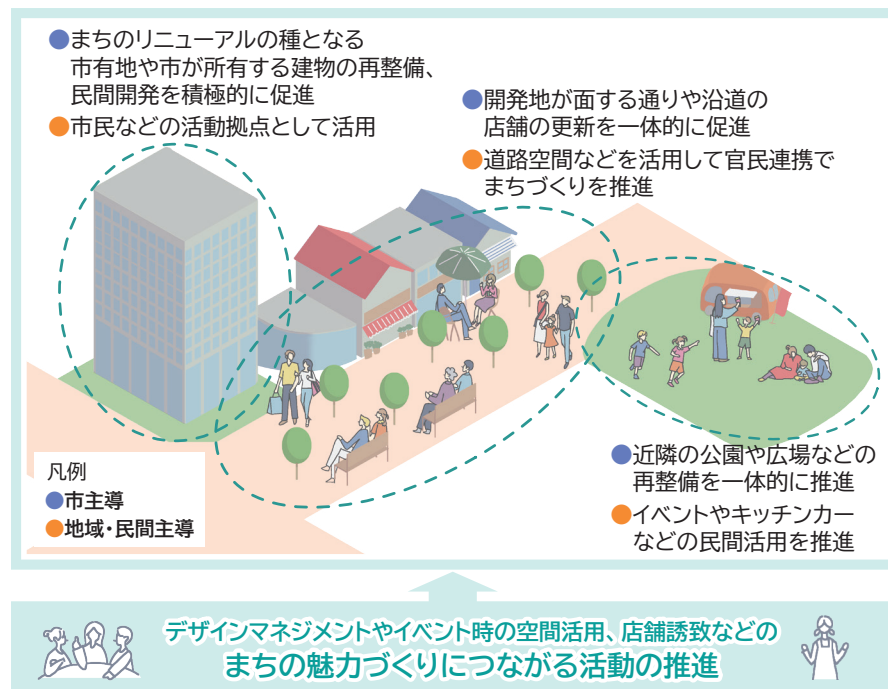 ●まちのリニューアルの種となる
市有地や市が所有する建物の再整備、
民間開発を積極的に促進
●市民などの活動拠点として活用
●開発地が面する通りや沿道の
店舗の更新を一体的に促進
●道路空間などを活用して官民連携で
まちづくりを推進
●近隣の公園や広場などの
再整備を一体的に推進
●イベントやキッチンカー
などの民間活用を推進
凡例
●市主導
●地域・民間主導
デザインマネジメントやイベント時の空間活用、店舗誘致などの
まちの魅力づくりにつながる活動の推進